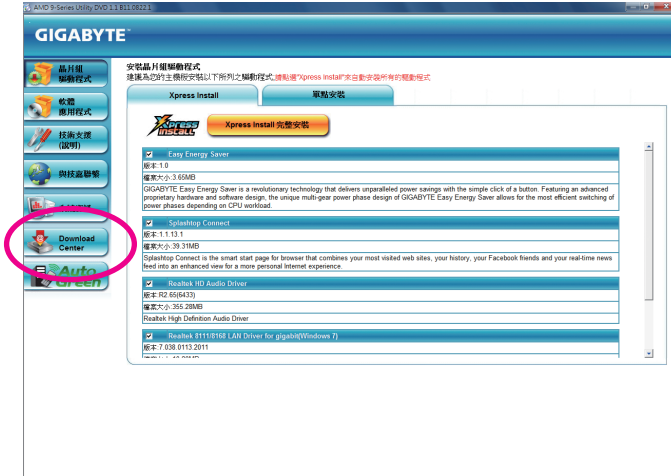 AMD 9-Series Utility DVD 1.1 B11.0822.1
GIGABYTE™
晶片組
驅動程式
軟體
應用程式
技術支援
(說明)
與技嘉聯繫
Download
Center
Auto
Green
安裝晶片組驅動程式
建議為您的主機板安裝以下所列之驅動程式,請點選"Xpress Install"來自動安裝所有的驅動程式
Xpress Install
單點安裝
Xpress
INSTALL
Xpress Install 完整安裝
Easy Energy Saver
版本:1.0
檔案大小:3.65MB
GIGABYTE Easy Energy Saver is a revolutionary technology that delivers unparalleled power savings with the simple click of a button. Featuring an advanced
proprietary hardware and software design, the unique multi-gear power phase design of GIGABYTE Easy Energy Saver allows for the most efficient switching of
power phases depending on CPU workload.
Splashtop Connect
版本:1.1.13.1
檔案大小:39.31MB
Splashtop Connect is the smart start page for browser that combines your most visited web sites, your history, your Facebook friends and your real-time news
feed into an enhanced view for a more personal Internet experience.
Realtek HD Audio Driver
版本:R2.65(6433)
檔案大小:355.28MB
Realtek High Definition Audio Driver
Realtek 8111/8168 LAN Driver for gigabit(Windows 7)
版本:7.038.0113.2011